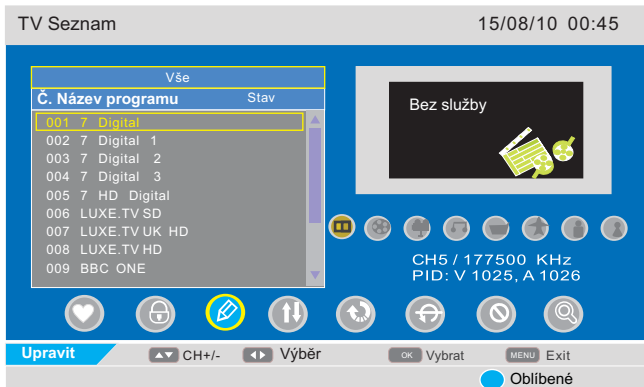 TV Seznam 15/08/10 00:45
Vše
Č. Název programu Stav
001 7 Digital
002 7 Digital 1
003 7 Digital 2
004 7 Digital 3
005 7 HD Digital
006 LUXE.TV SD
007 LUXE.TV UK HD
008 LUXE.TV HD
009 BBC ONE
Bez služby
CH5 / 177500 KHz
PID: V 1025, A 1026
Upravit CH+/- Výběr OK Vybrat MENU Exit
Oblíbené